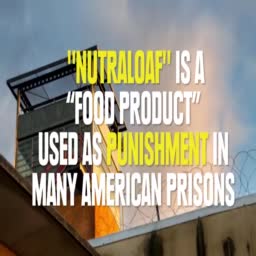 "NUTRALOAF" IS A
“FOOD PRODUCT”
USED AS PUNISHMENT IN
MANY AMERICAN PRISONS